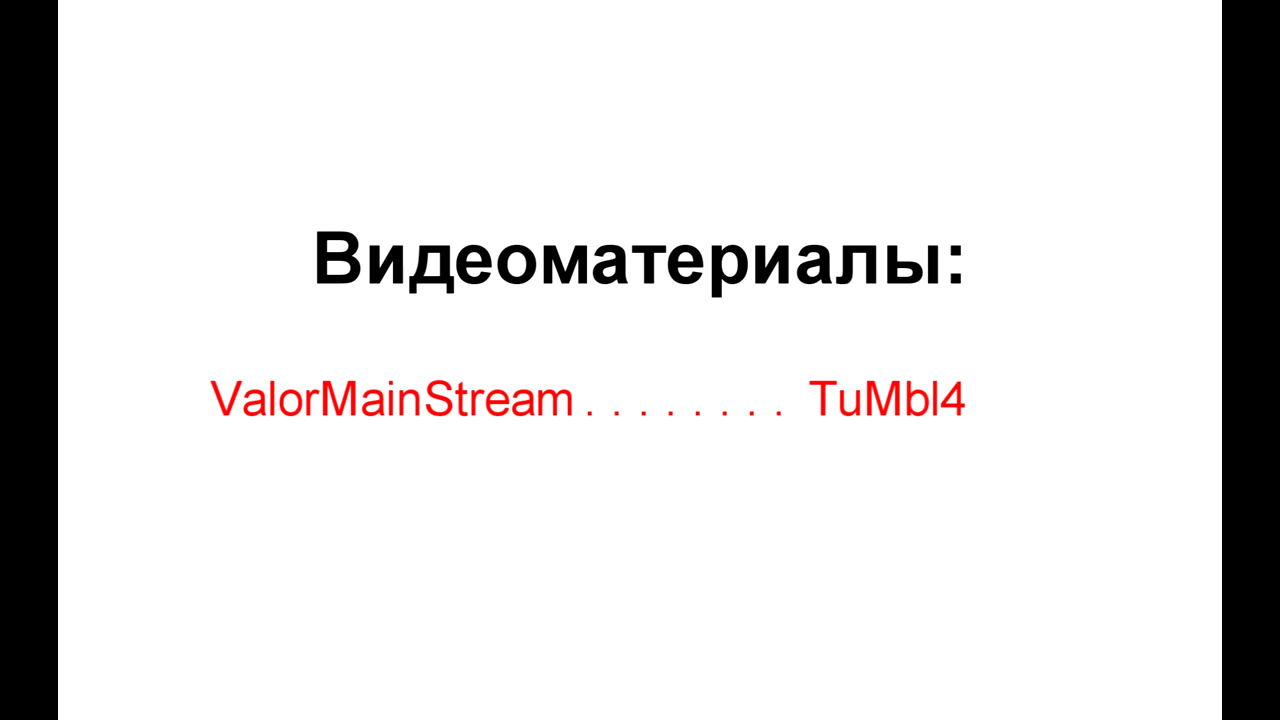 Видеоматериалы:
ValorMainStream . . . . . . . . TuMbl4